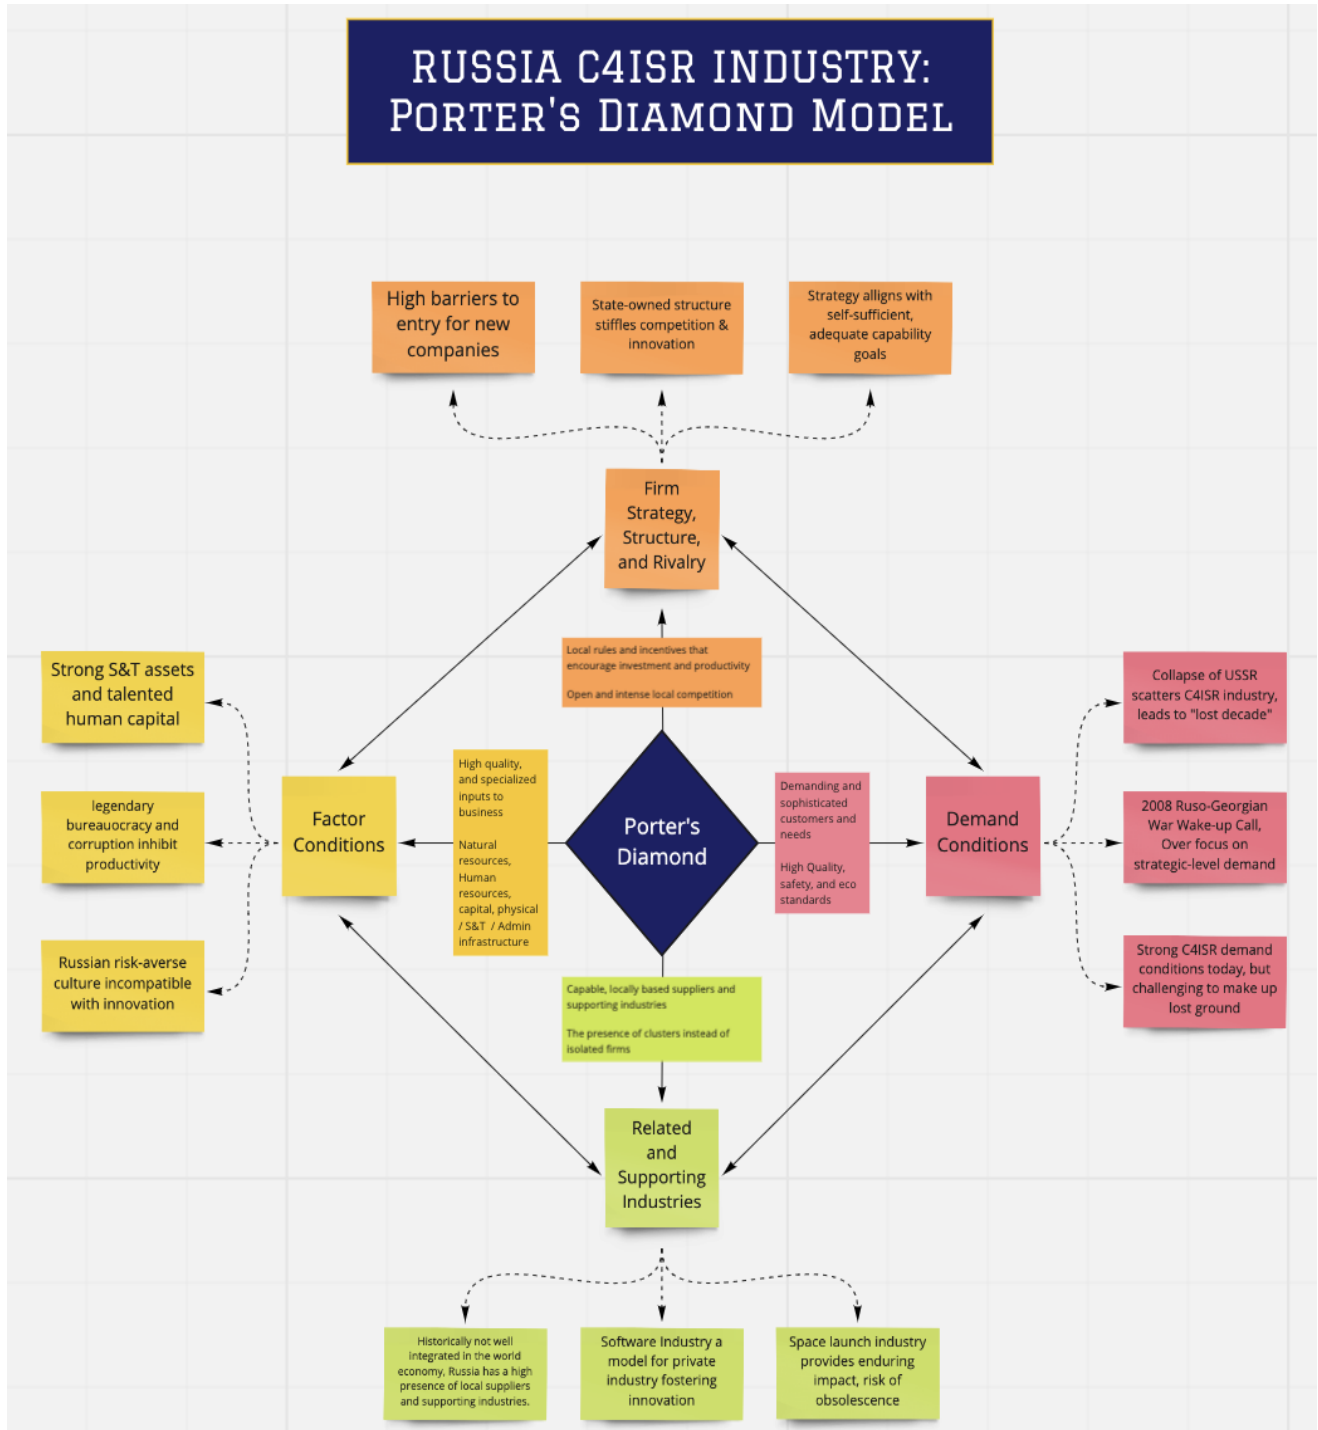 RUSSIA C4ISR INDUSTRY:
PORTER'S DIAMOND MODEL
High barriers to
entry for new
companies
State-owned structure
stiffles competition &
innovation
Strategy alligns with
self-sufficient,
adequate capability
goals
Firm
Strategy,
Structure,
and Rivalry
Local rules and incentives that
encourage investment and productivity
Open and intense local competition
Strong S&T assets
and talented
human capital
legendary
bureauocracy and
corruption inhibit
productivity
Russian risk-averse
culture incompatible
with innovation
Factor
Conditions
High quality,
and specialized
inputs to
business
Natural
resources,
Human
resources,
capital, physical
/ S&T / Admin
infrastructure
Porter's
Diamond
Demanding and
sophisticated
customers and
needs
High Quality,
safety, and eco
standards
Demand
Conditions
Collapse of USSR
scatters C4ISR industry,
leads to "lost decade"
2008 Ruso-Georgian
War Wake-up Call,
Over focus on
strategic-level demand
Strong C4ISR demand
conditions today, but
challenging to make up
lost ground
Capable, locally based suppliers and
supporting industries
The presence of clusters instead of
isolated firms
Related
and
Supporting
Industries
Historically not well
integrated in the world
economy, Russia has a high
presence of local suppliers
and supporting industries.
Software Industry a
model for private
industry fostering
innovation
Space launch industry
provides enduring
impact, risk of
obsolescence